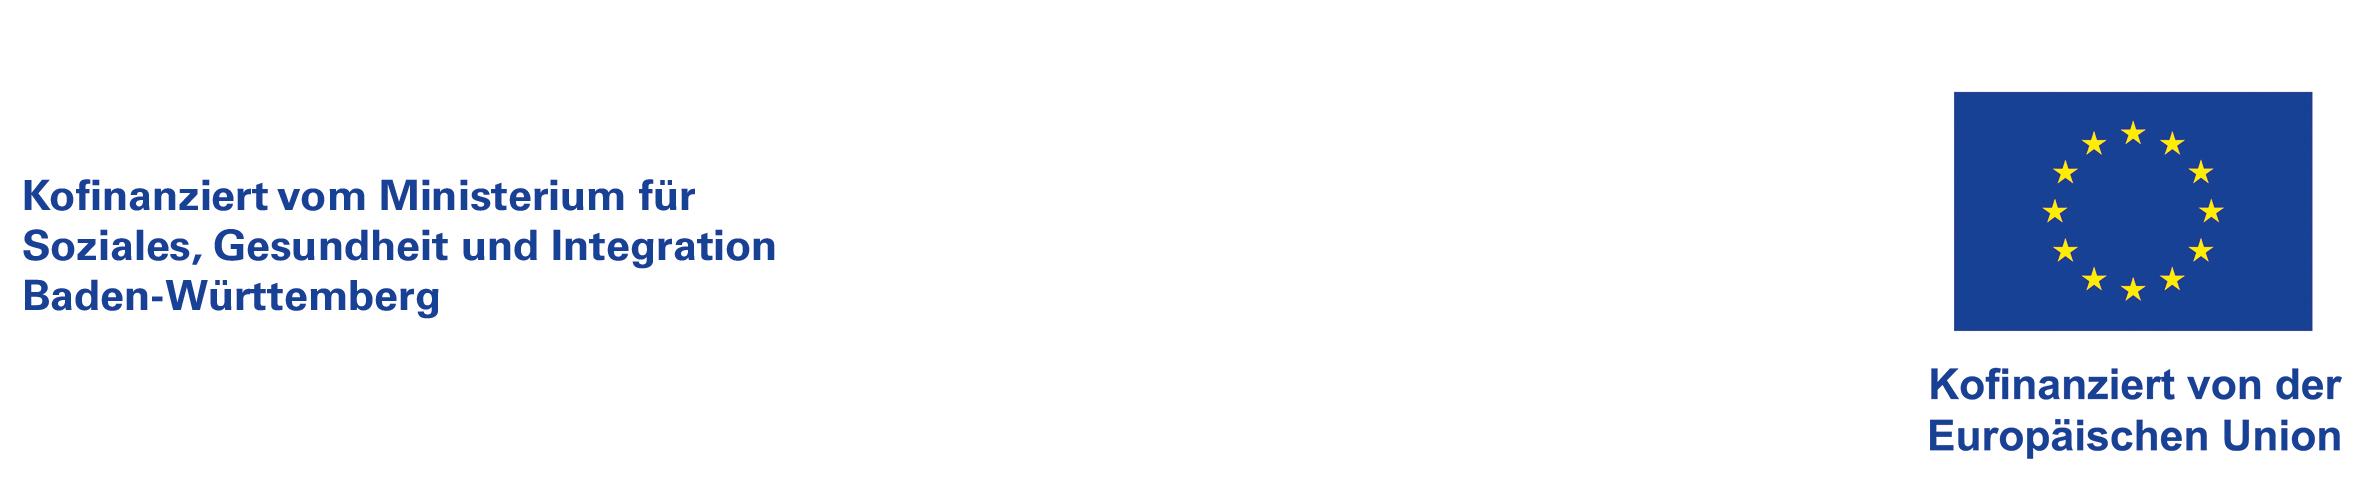 Kofinanziert vom Ministerium für
Soziales, Gesundheit und Integration
Baden-Württemberg
Kofinanziert von der
Europäischen Union